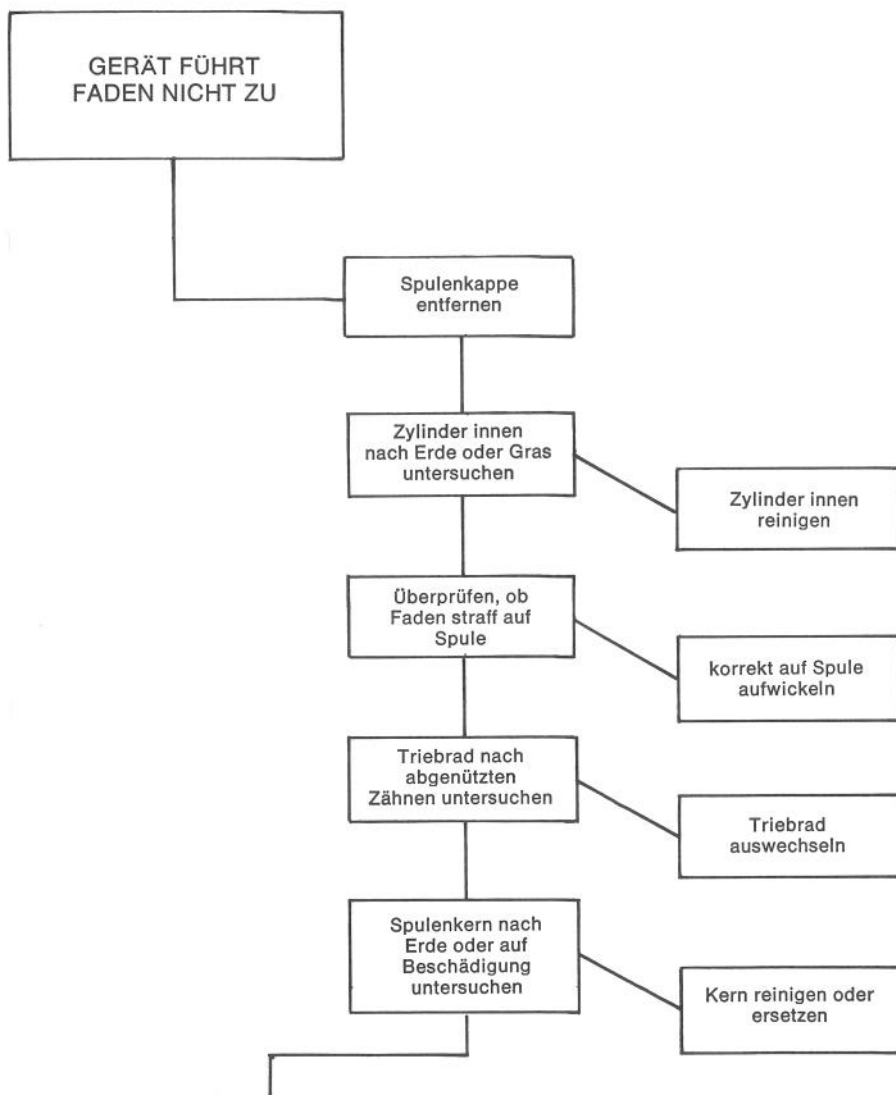 GERÄT FÜHRT
FADEN NICHT ZU
Spulenkappe
entfernen
Zylinder innen
nach Erde oder Gras
untersuchen
Zylinder innen
reinigen
Überprüfen, ob
Faden straff auf
Spule
korrekt auf Spule
aufwickeln
Triebrad nach
abgenützten
Zähnen untersuchen
Triebrad
auswechseln
Spulenkern nach
Erde oder auf
Beschädigung
untersuchen
Kern reinigen oder
ersetzen